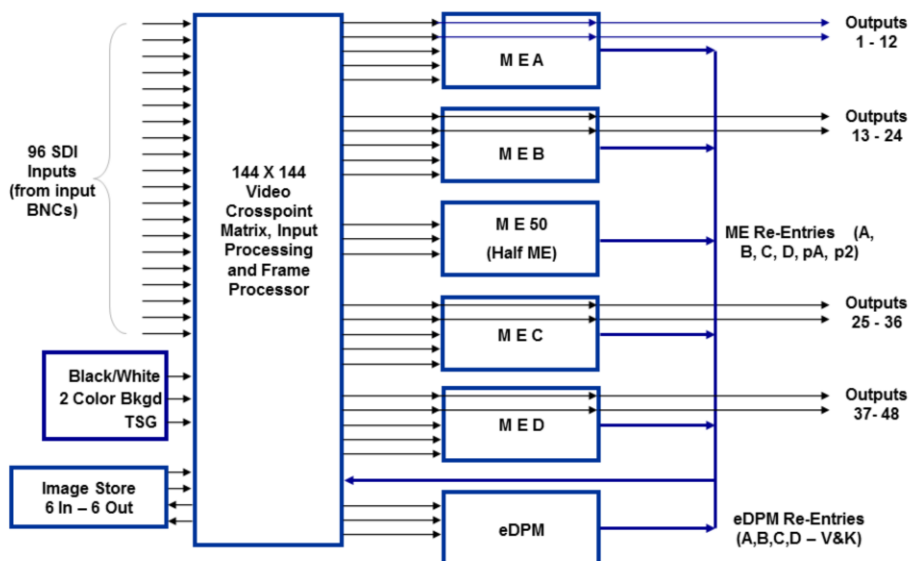 96 SDI
Inputs
(from input
BNCs)
Black/White
2 Color Bkgd
TSG
Image Store
6 In – 6 Out
144 X 144
Video
Crosspoint
Matrix, Input
Processing
and Frame
Processor
M E A
M E B
M E 50
(Half ME)
M E C
M E D
eDPM
Outputs
1 - 12
Outputs
13 - 24
ME Re-Entries (A,
B, C, D, pA, p2)
Outputs
25 - 36
Outputs
37- 48
eDPM Re-Entries
(A,B,C,D – V&K)